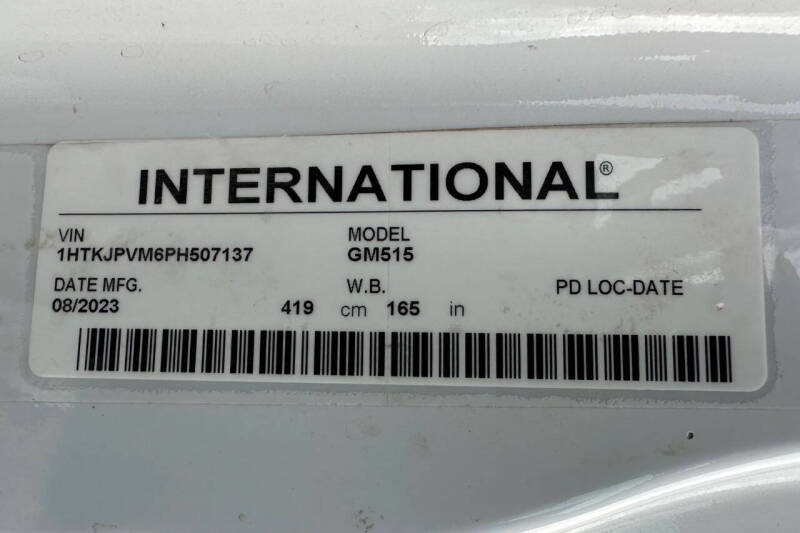 INTERNATIONAL®
VIN MODEL
1HTKJPVM6PH507137 GM515
DATE MFG. W.B. PD LOC-DATE
08/2023 419 cm 165 in